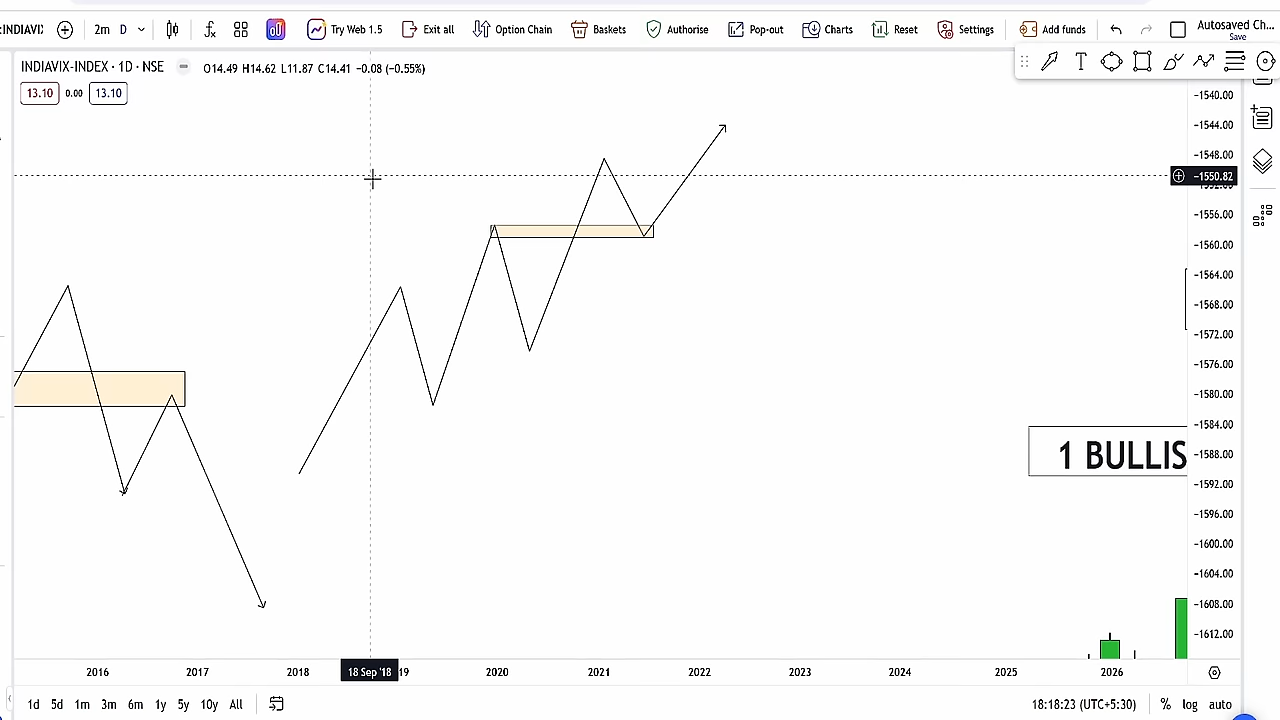 :INDIAVI> 2m D Try Web 1.5 Exit all Option Chain Baskets Authorise Pop-out Charts Reset Settings Add funds Autosaved Ch...
Save
INDIAVIX-INDEX · 1D · NSE O14.49 H14.62 L11.87 C14.41 −0.08 (−0.55%)
13.10 0.00 13.10
−1540.00
−1544.00
−1548.00
−1550.82
−1556.00
−1560.00
−1564.00
−1568.00
−1572.00
−1576.00
−1580.00
−1584.00
−1588.00
1 BULLIS
−1592.00
−1596.00
−1600.00
−1604.00
−1608.00
−1612.00
2016 2017 2018 18 Sep '18 19 2020 2021 2022 2023 2024 2025 2026
1d 5d 1m 3m 6m 1y 5y 10y All 18:18:23 (UTC+5:30) % log auto